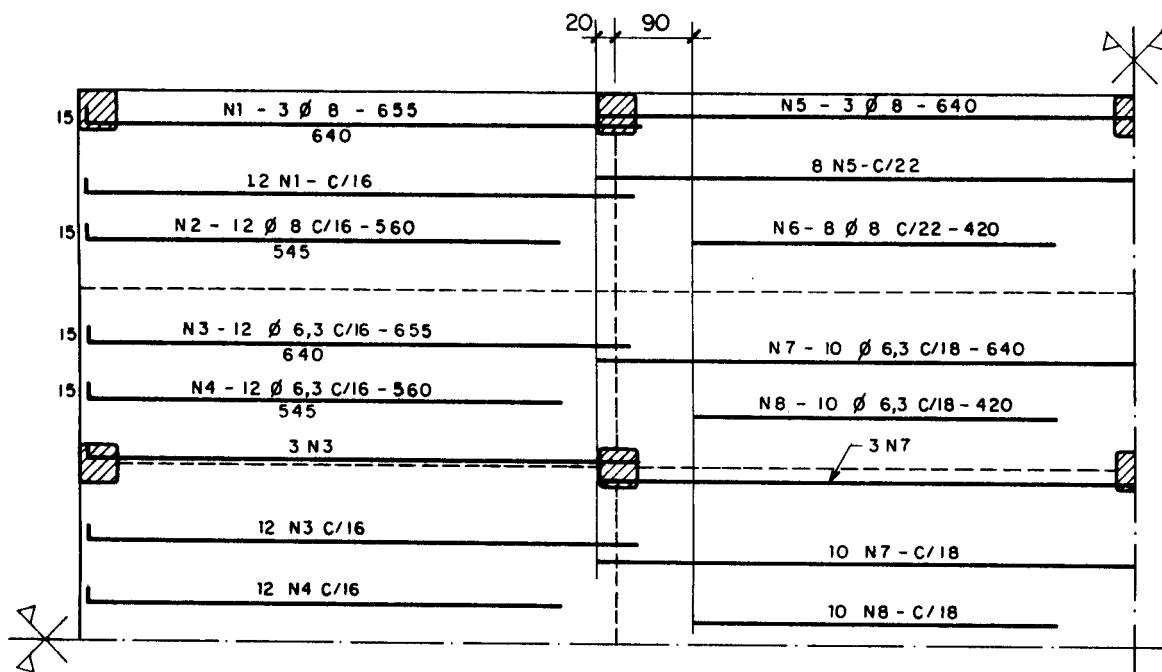 20 90
15 N1 - 3 Ø 8 - 655
640
N5 - 3 Ø 8 - 640
12 N1 - C/16
8 N5-C/22
15 N2 - 12 Ø 8 C/16 - 560
545
N6- 8 Ø 8 C/22 - 420
15 N3 - 12 Ø 6,3 C/16 - 655
640
N7 - 10 Ø 6,3 C/18 - 640
15 N4 - 12 Ø 6,3 C/16 - 560
545
N8 - 10 Ø 6,3 C/18 - 420
3 N3
3 N7
12 N3 C/16
10 N7 - C/18
12 N4 C/16
10 N8 - C/18